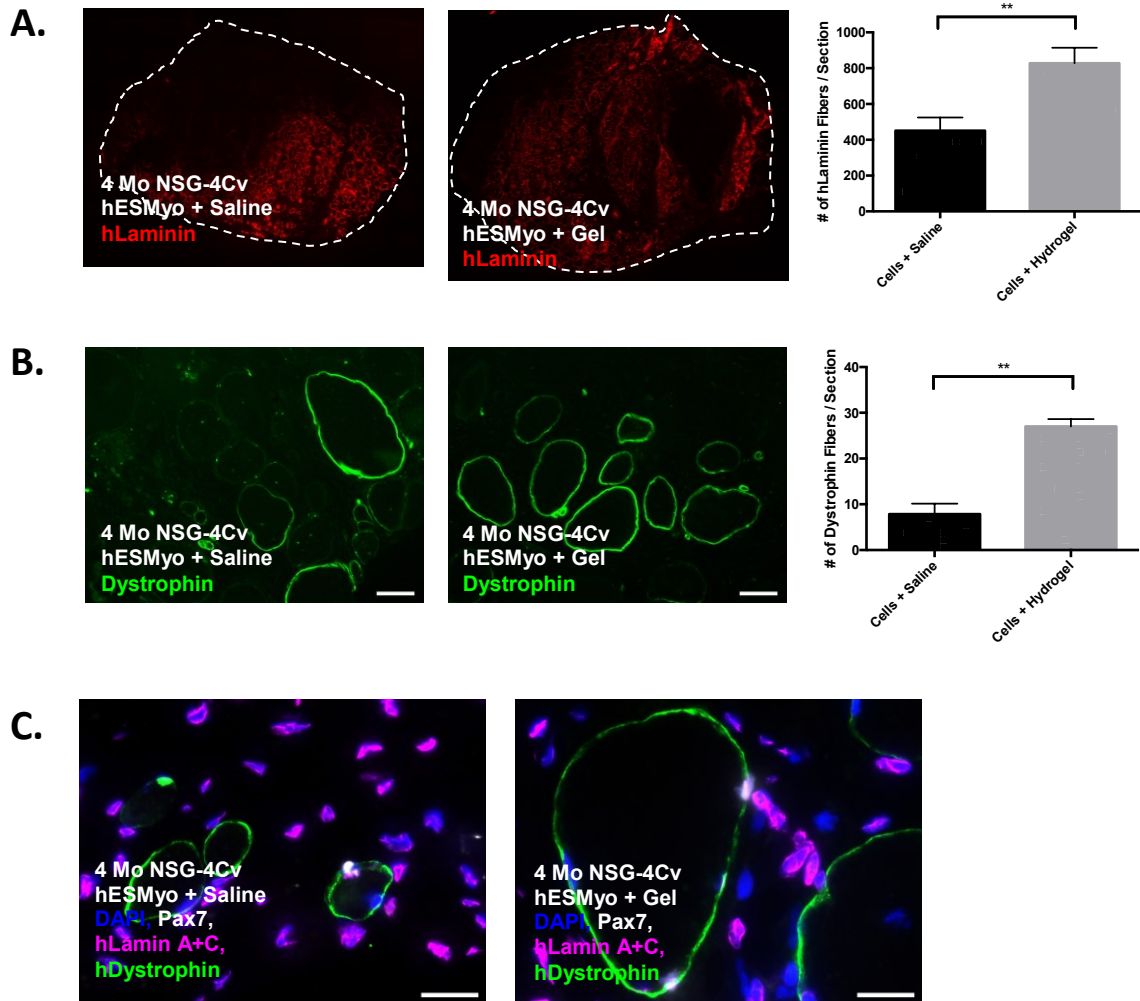 A.
4 Mo NSG-4Cv
hESMyo + Saline
hLaminin
4 Mo NSG-4Cv
hESMyo + Gel
hLaminin
**
# of hLaminin Fibers / Section
1000
800
600
400
200
0
Cells + Saline
Cells + Hydrogel
B.
4 Mo NSG-4Cv
hESMyo + Saline
Dystrophin
4 Mo NSG-4Cv
hESMyo + Gel
Dystrophin
**
# of Dystrophin Fibers / Section
40
30
20
10
0
Cells + Saline
Cells + Hydrogel
C.
4 Mo NSG-4Cv
hESMyo + Saline
DAPI, Pax7,
hLamin A+C,
hDystrophin
4 Mo NSG-4Cv
hESMyo + Gel
DAPI, Pax7,
hLamin A+C,
hDystrophin